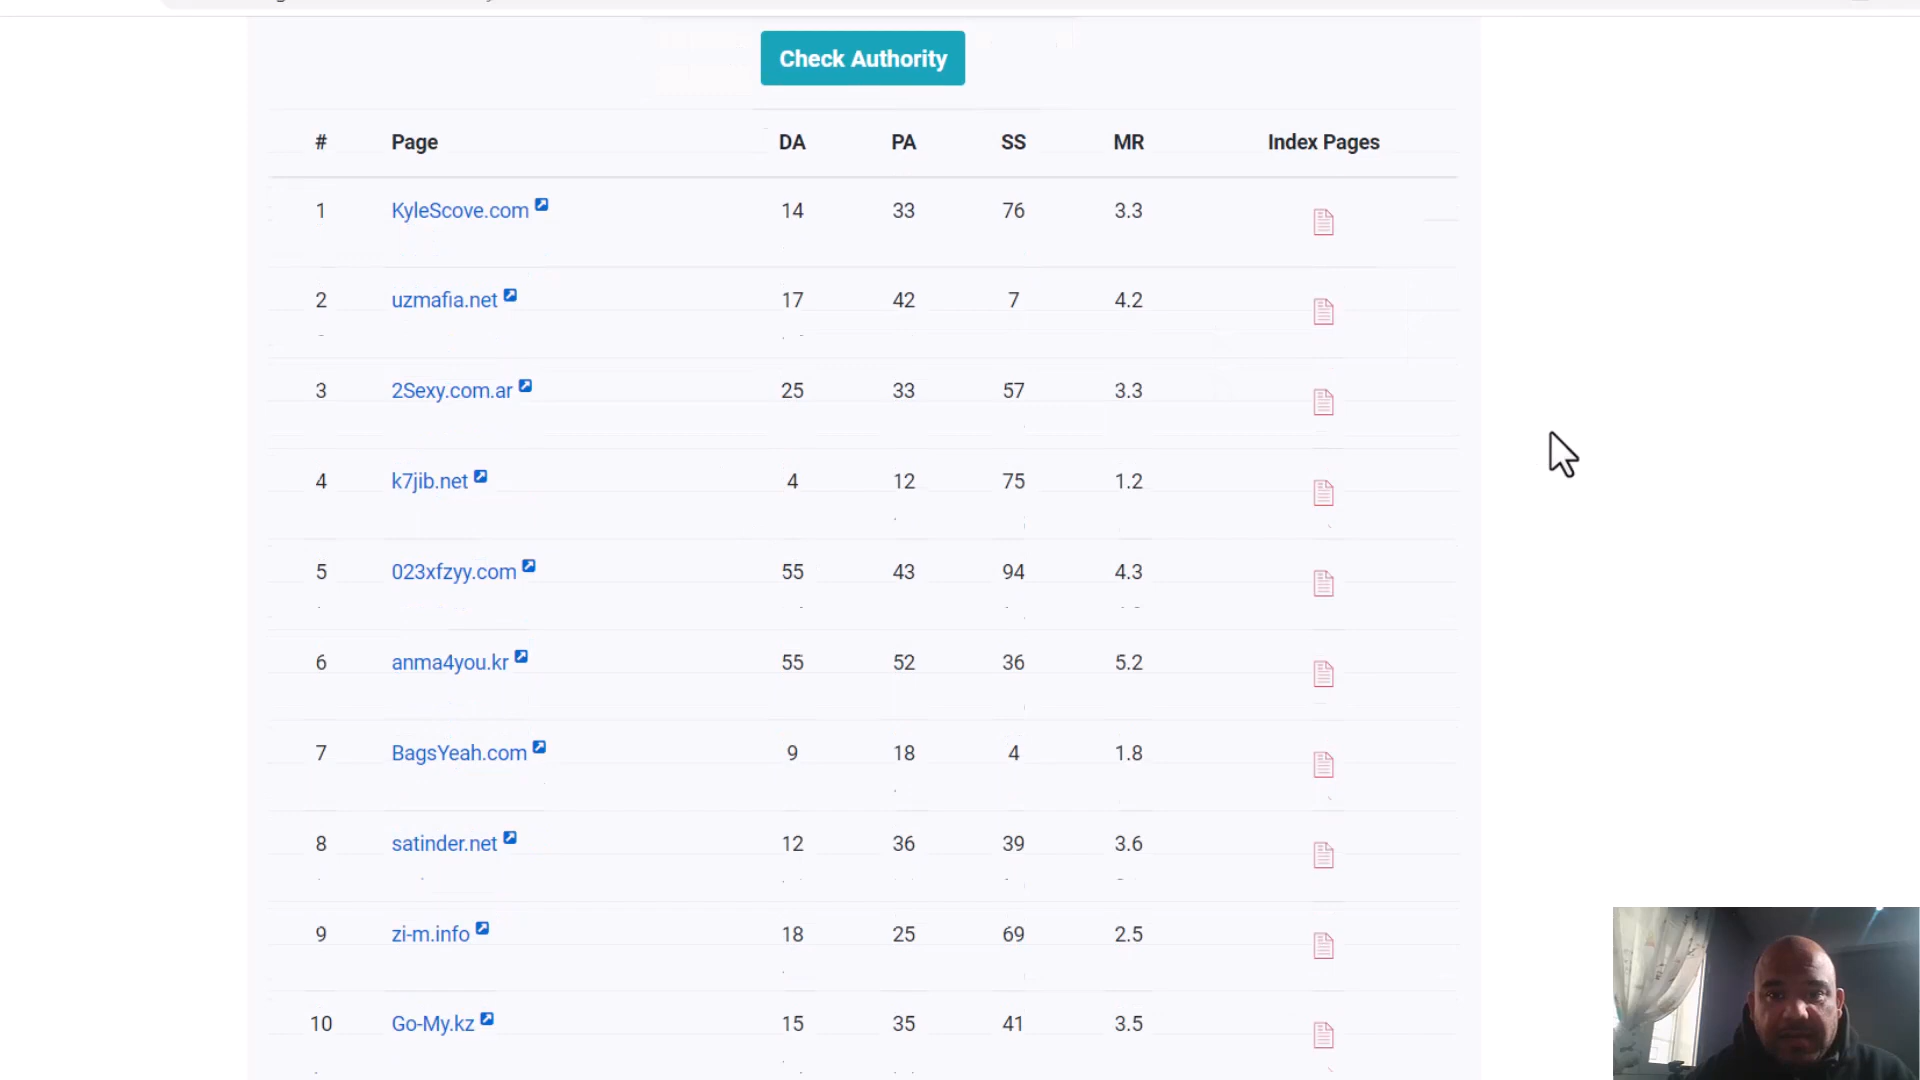 Check Authority
# Page DA PA SS MR Index Pages
1 KyleScove.com 14 33 76 3.3
2 uzmafia.net 17 42 7 4.2
3 2Sexy.com.ar 25 33 57 3.3
4 k7jib.net 4 12 75 1.2
5 023xfzyy.com 55 43 94 4.3
6 anma4you.kr 55 52 36 5.2
7 BagsYeah.com 9 18 4 1.8
8 satinder.net 12 36 39 3.6
9 zi-m.info 18 25 69 2.5
10 Go-My.kz 15 35 41 3.5